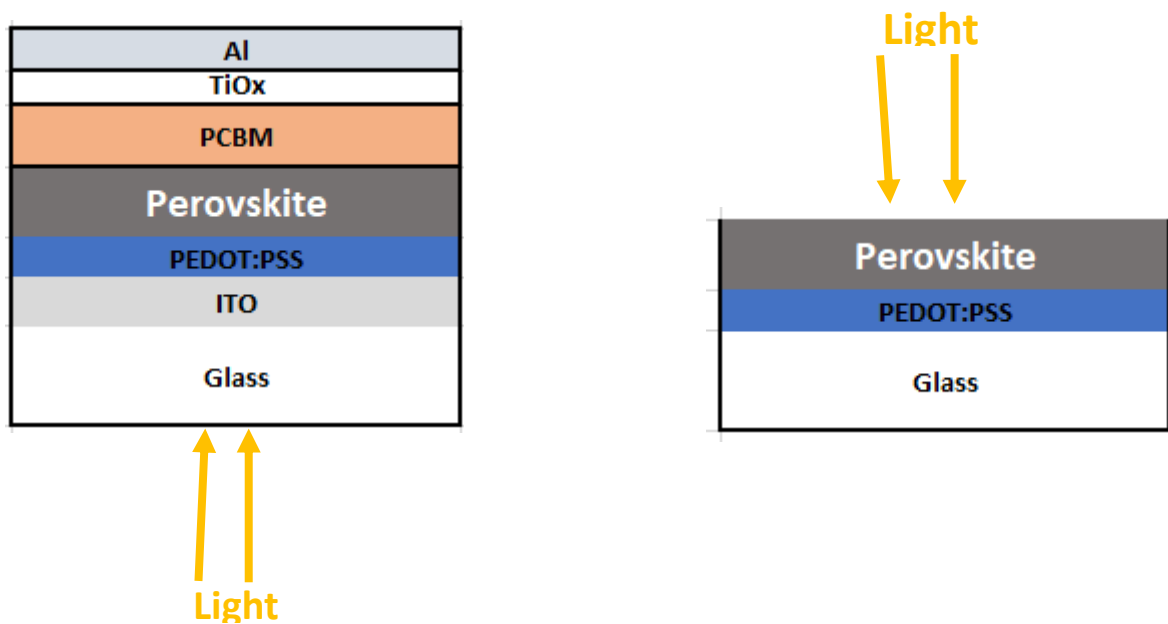 Al
TiOx
PCBM
Perovskite
PEDOT:PSS
ITO
Glass
Light
Light
Perovskite
PEDOT:PSS
Glass